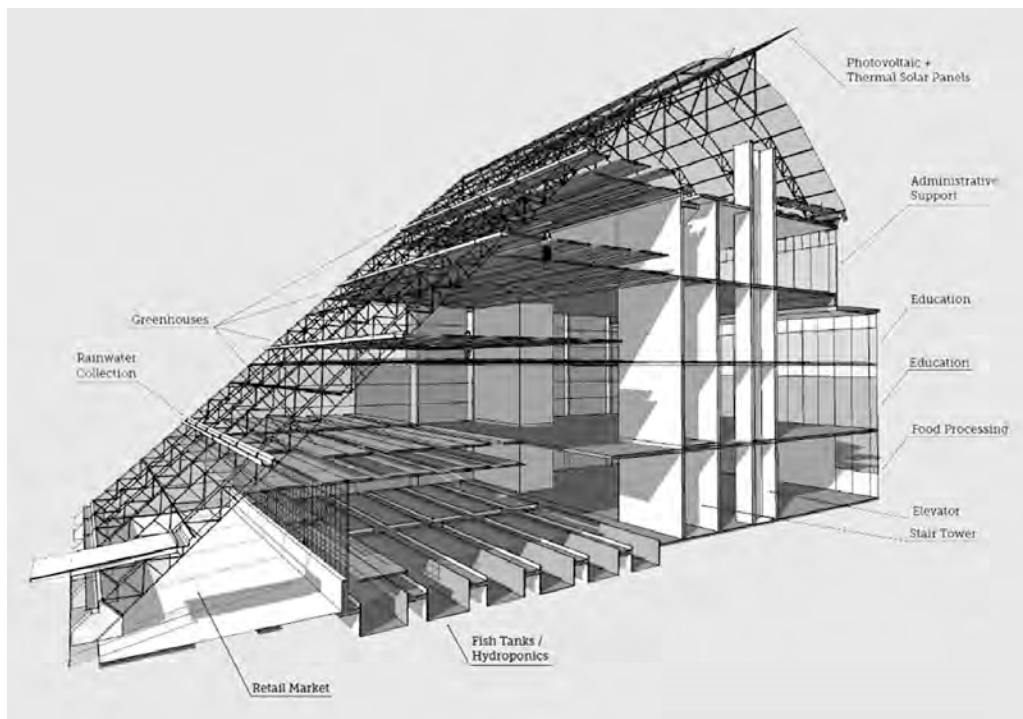 Photovoltaic +
Thermal Solar Panels
Administrative
Support
Greenhouses
Education
Rainwater
Collection
Education
Food Processing
Elevator
Stair Tower
Fish Tanks /
Hydroponics
Retail Market